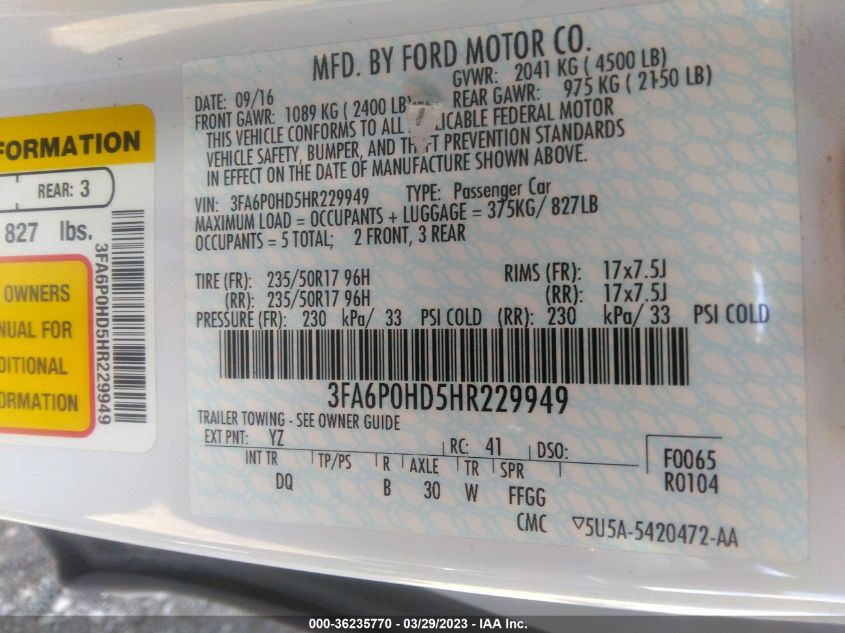 MFD. BY FORD MOTOR CO.
DATE: 09/16 GVWR: 2041 KG ( 4500 LB)
FRONT GAWR: 1089 KG ( 2400 LB) REAR GAWR: 975 KG ( 2150 LB)
THIS VEHICLE CONFORMS TO ALL FEDERAL MOTOR
VEHICLE SAFETY, BUMPER, AND PREVENTION STANDARDS
IN EFFECT ON THE DATE OF MANUFACTURE SHOWN ABOVE.
VIN: 3FA6P0HD5HR229949 TYPE: Passenger Car
MAXIMUM LOAD = OCCUPANTS + LUGGAGE = 375KG/ 827LB
OCCUPANTS = 5 TOTAL; 2 FRONT, 3 REAR
TIRE (FR): 235/50R17 96H RIMS (FR): 17x7.5J
(RR): 235/50R17 96H (RR): 17x7.5J
PRESSURE (FR): 230 kPa/ 33 PSI COLD (RR): 230 kPa/ 33 PSI COLD
3FA6P0HD5HR229949
TRAILER TOWING - SEE OWNER GUIDE
EXT PNT: YZ RC: 41 DSO:
INT TR TP/PS R AXLE TR SPR
DQ B 30 W FFGG
F0065
R0104
CMC ▽5U5A-5420472-AA
FORMATION
REAR: 3
827 lbs.
OWNERS
NUAL FOR
DITIONAL
ORMATION
3FA6P0HD5HR229949
000-36235770 - 03/29/2023 - IAA Inc.